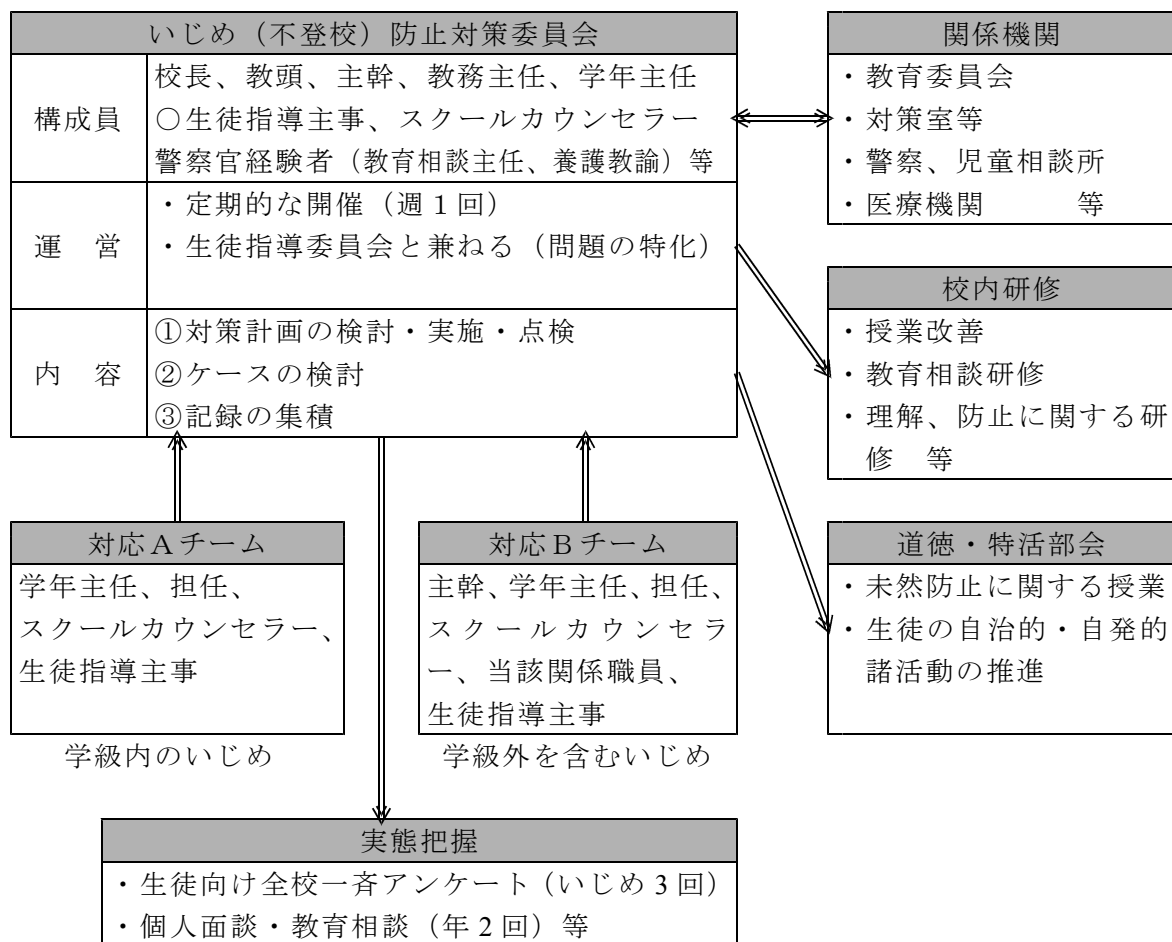 いじめ（不登校）防止対策委員会
構成員
校長、教頭、主幹、教務主任、学年主任
○生徒指導主事、スクールカウンセラー
警察官経験者（教育相談主任、養護教諭）等
運　営
・定期的な開催（週１回）
・生徒指導委員会と兼ねる（問題の特化）
内　容
①対策計画の検討・実施・点検
②ケースの検討
③記録の集積
関係機関
・教育委員会
・対策室等
・警察、児童相談所
・医療機関　　　等
校内研修
・授業改善
・教育相談研修
・理解、防止に関する研
修　等
対応Ａチーム
学年主任、担任、
スクールカウンセラー、
生徒指導主事
学級内のいじめ
対応Ｂチーム
主幹、学年主任、担任、
スクールカウンセラ
ー、当該関係職員、
生徒指導主事
学級外を含むいじめ
道徳・特活部会
・未然防止に関する授業
・生徒の自治的・自発的
諸活動の推進
実態把握
・生徒向け全校一斉アンケート（いじめ 3 回）
・個人面談・教育相談（年 2 回）等